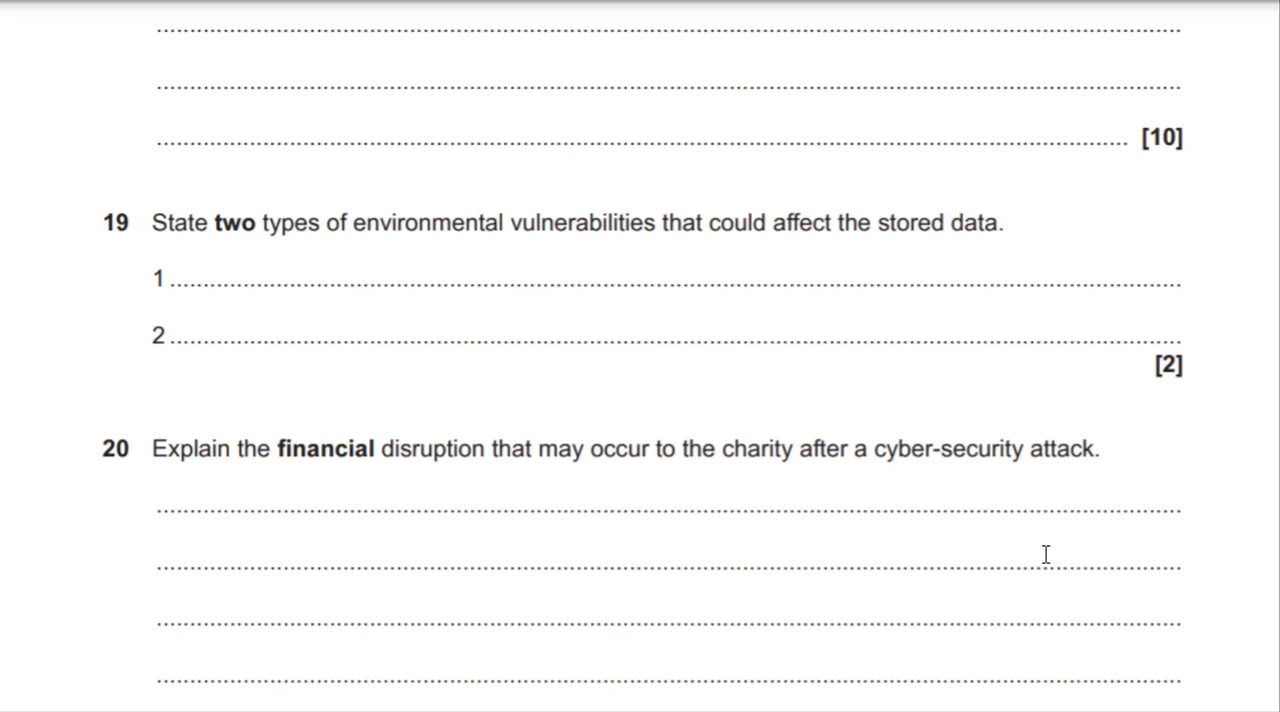 [10]
19 State two types of environmental vulnerabilities that could affect the stored data.
1
2
[2]
20 Explain the financial disruption that may occur to the charity after a cyber-security attack.